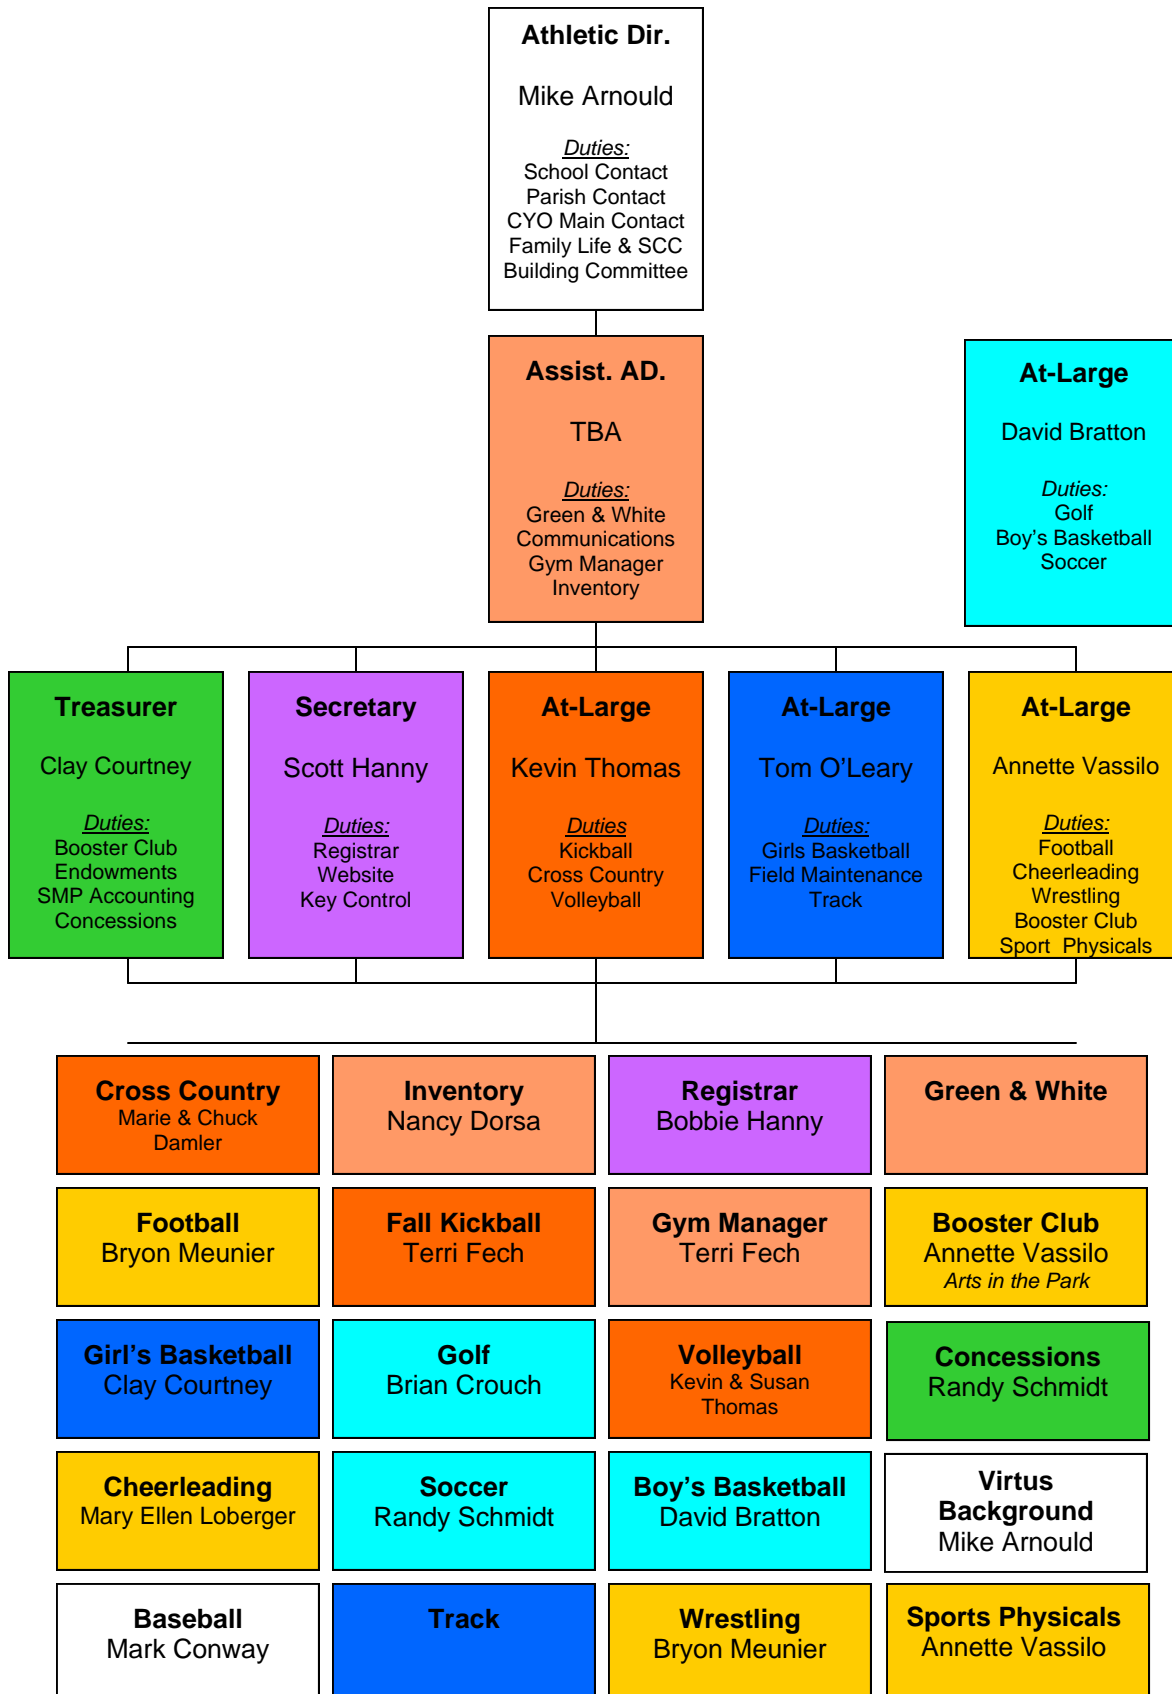 Athletic Dir.
Mike Arnould
Duties:
School Contact
Parish Contact
CYO Main Contact
Family Life & SCC
Building Committee
Assist. AD.
TBA
Duties:
Green & White
Communications
Gym Manager
Inventory
At-Large
David Bratton
Duties:
Golf
Boy's Basketball
Soccer
Treasurer
Clay Courtney
Duties:
Booster Club
Endowments
SMP Accounting
Concessions
Secretary
Scott Hanny
Duties:
Registrar
Website
Key Control
At-Large
Kevin Thomas
Duties
Kickball
Cross Country
Volleyball
At-Large
Tom O’Leary
Duties:
Girls Basketball
Field Maintenance
Track
At-Large
Annette Vassilo
Duties:
Football
Cheerleading
Wrestling
Booster Club
Sport  Physicals
Cross Country
Marie & Chuck
Damler
Inventory
Nancy Dorsa
Registrar
Bobbie Hanny
Green & White
Football
Bryon Meunier
Fall Kickball
Terri Fech
Gym Manager
Terri Fech
Booster Club
Annette Vassilo
Arts in the Park
Girl’s Basketball
Clay Courtney
Golf
Brian Crouch
Volleyball
Kevin & Susan
Thomas
Concessions
Randy Schmidt
Cheerleading
Mary Ellen Loberger
Soccer
Randy Schmidt
Boy’s Basketball
David Bratton
Virtus
Background
Mike Arnould
Baseball
Mark Conway
Track
Wrestling
Bryon Meunier
Sports Physicals
Annette Vassilo